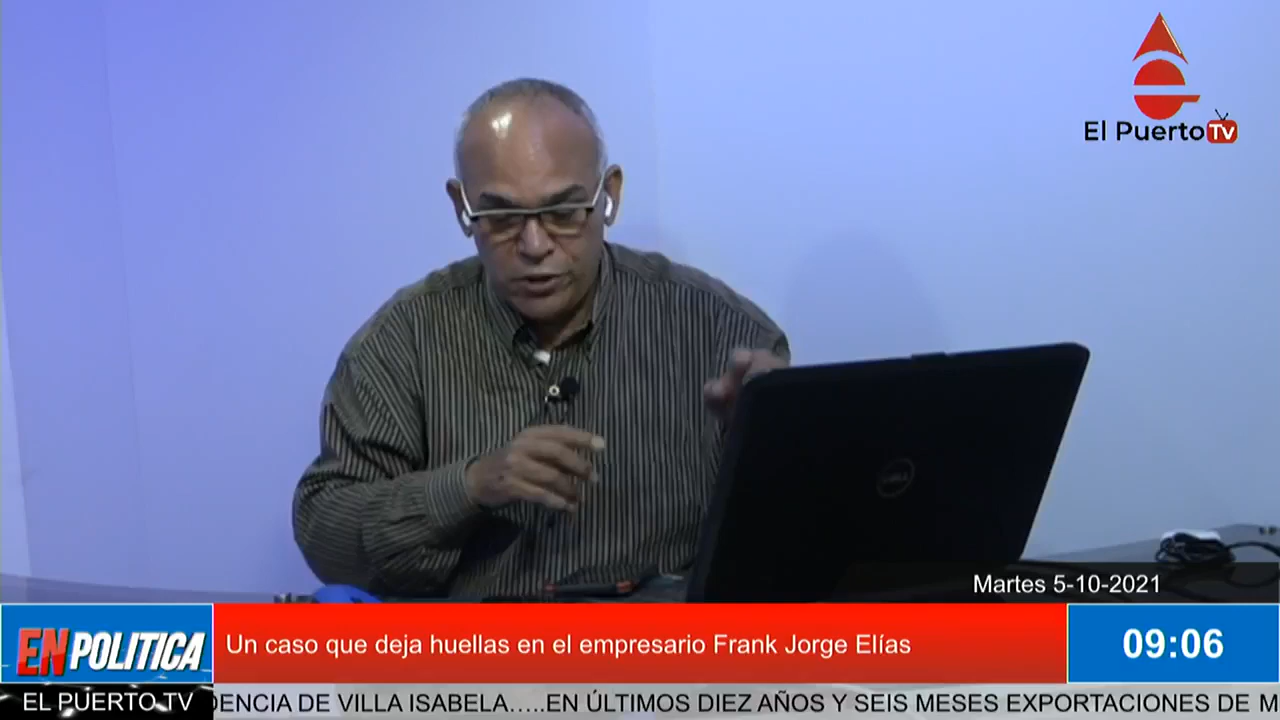 El Puerto TV
DELL
Martes 5-10-2021
EN POLITICA
Un caso que deja huellas en el empresario Frank Jorge Elías
09:06
EL PUERTO TV
DENCIA DE VILLA ISABELA…..EN ÚLTIMOS DIEZ AÑOS Y SEIS MESES EXPORTACIONES DE M